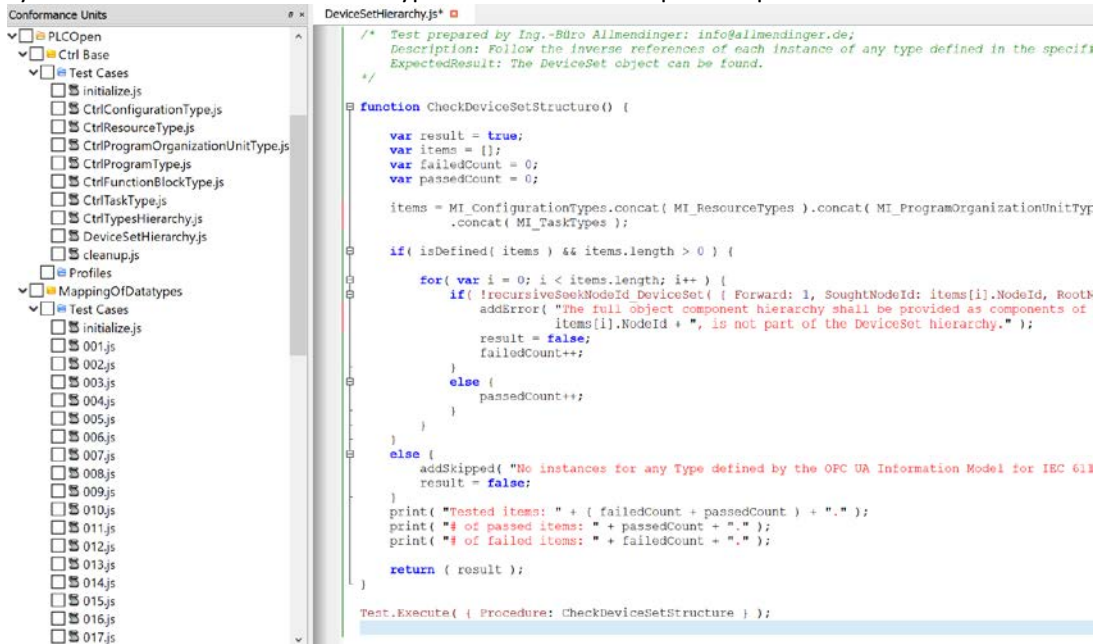 Conformance Units
PLCOpen
Ctrl Base
Test Cases
initialize.js
CtrlConfigurationType.js
CtrlResourceType.js
CtrlProgramOrganizationUnitType.js
CtrlProgramType.js
CtrlFunctionBlockType.js
CtrlTaskType.js
CtrlTypesHierarchy.js
DeviceSetHierarchy.js
cleanup.js
Profiles
MappingOfDatatypes
Test Cases
initialize.js
001.js
002.js
003.js
004.js
005.js
006.js
007.js
008.js
009.js
010.js
011.js
012.js
013.js
014.js
015.js
016.js
017.js
DeviceSetHierarchy.js*
/* Test prepared by Ing.-Büro Allmendinger: info@allmendinger.de;
Description: Follow the inverse references of each instance of any type defined in the specifi
ExpectedResult: The DeviceSet object can be found.
*/
function CheckDeviceSetStructure() {
var result = true;
var items = [];
var failedCount = 0;
var passedCount = 0;
items = MI_ConfigurationTypes.concat( MI_ResourceTypes ).concat( MI_ProgramOrganizationUnitTyp
.concat( MI_TaskTypes );
if( isDefined( items ) && items.length > 0 ) {
for( var i = 0; i < items.length; i++ ) {
if( !recursiveSeekNodeId_DeviceSet( { Forward: 1, SoughtNodeId: items[i].NodeId, RootN
addError( "The full object component hierarchy shall be provided as components of
items[i].NodeId + ", is not part of the DeviceSet hierarchy." );
result = false;
failedCount++;
}
else {
passedCount++;
}
}
}
else {
addSkipped( "No instances for any Type defined by the OPC UA Information Model for IEC 611
result = false;
}
print( "Tested items: " + ( failedCount + passedCount ) + "." );
print( "# of passed items: " + passedCount + "." );
print( "# of failed items: " + failedCount + "." );
return ( result );
}
Test.Execute( { Procedure: CheckDeviceSetStructure } );